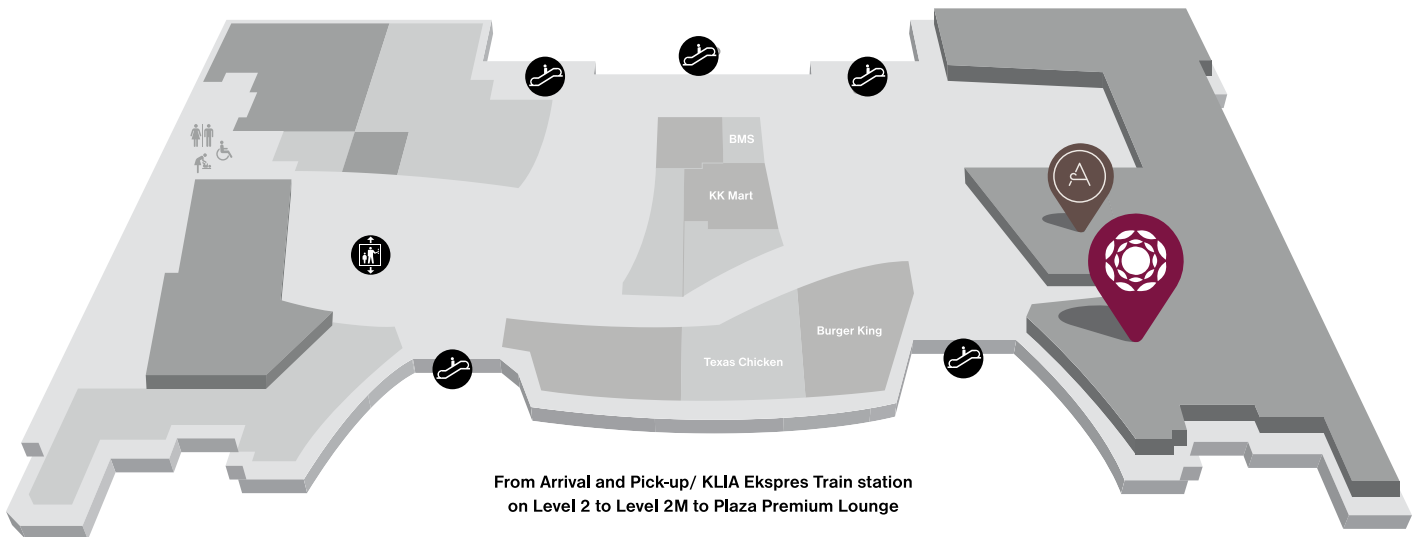 BMS
KK Mart
Burger King
Texas Chicken
From Arrival and Pick-up/ KLIA Ekspres Train station
on Level 2 to Level 2M to Plaza Premium Lounge